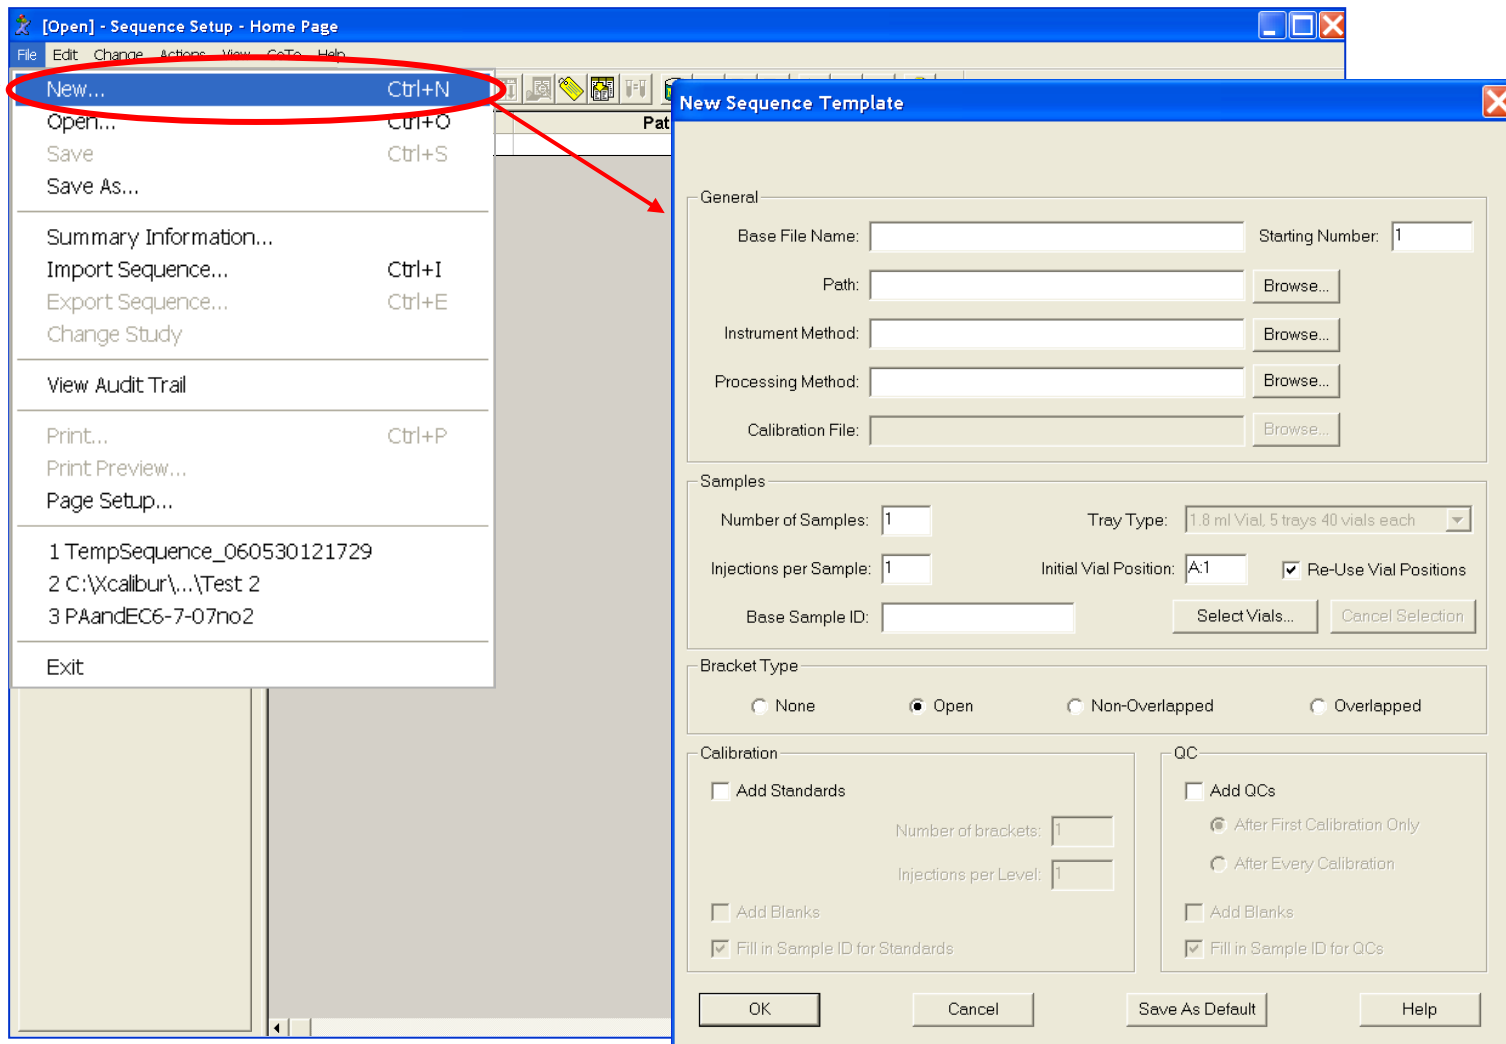 [Open] - Sequence Setup - Home Page
File Edit Change Actions View GoTo Help
New... Ctrl+N
Open... Ctrl+O
Save Ctrl+S
Save As...
Summary Information...
Import Sequence... Ctrl+I
Export Sequence... Ctrl+E
Change Study
View Audit Trail
Print... Ctrl+P
Print Preview...
Page Setup...
1 TempSequence_060530121729
2 C:\Xcalibur\...\Test 2
3 PAandEC6-7-07no2
Exit
Pat
New Sequence Template
General
Base File Name: Starting Number: 1
Path: Browse...
Instrument Method: Browse...
Processing Method: Browse...
Calibration File: Browse...
Samples
Number of Samples: 1 Tray Type: 1.8 ml Vial, 5 trays 40 vials each
Injections per Sample: 1 Initial Vial Position: A:1 Re-Use Vial Positions
Base Sample ID: Select Vials... Cancel Selection
Bracket Type
None Open Non-Overlapped Overlapped
Calibration
Add Standards
Number of brackets: 1
Injections per Level: 1
Add Blanks
Fill in Sample ID for Standards
QC
Add QCs
After First Calibration Only
After Every Calibration
Add Blanks
Fill in Sample ID for QCs
OK Cancel Save As Default Help